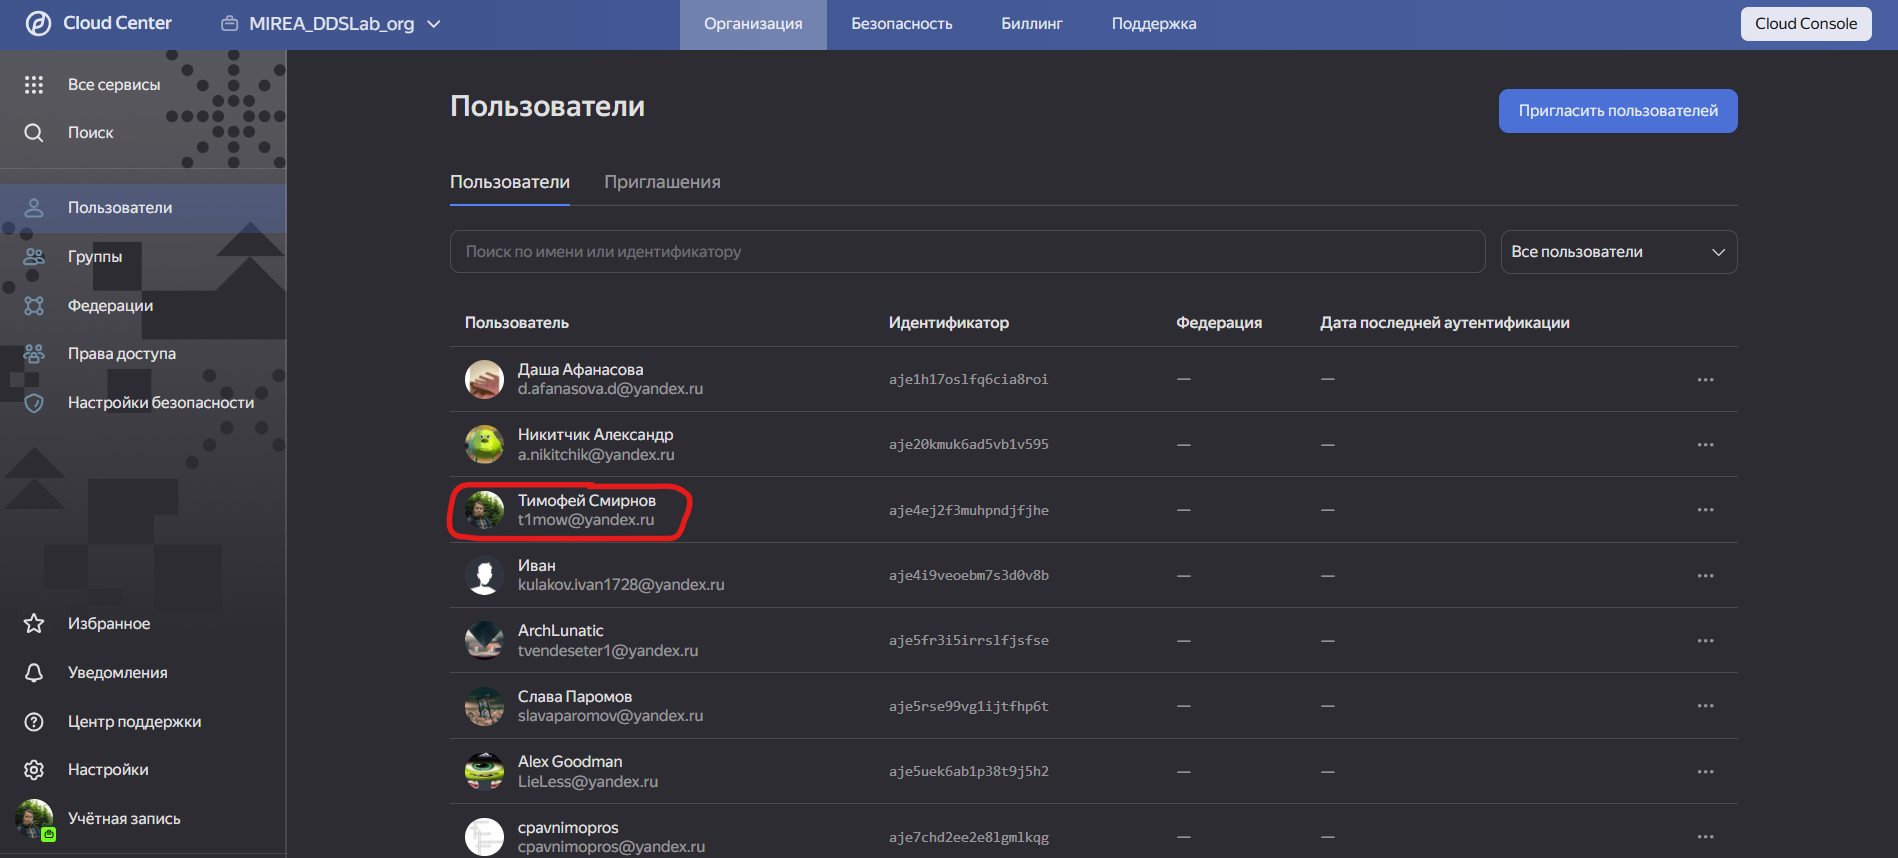 Cloud Center
MIREA_DDSLab_org
Организация
Безопасность
Биллинг
Поддержка
Cloud Console
Все сервисы
Поиск
Пользователи
Группы
Федерации
Права доступа
Настройки безопасности
Избранное
Уведомления
Центр поддержки
Настройки
Учётная запись
Пользователи
Пригласить пользователей
Пользователи
Приглашения
Поиск по имени или идентификатору
Все пользователи
Пользователь
Идентификатор
Федерация
Дата последней аутентификации
Даша Афанасова
d.afanasova.d@yandex.ru
aje1h17oslfq6cia8roi
—
—
Никитчик Александр
a.nikitchik@yandex.ru
aje20kmuk6ad5vb1v595
—
—
Тимофей Смирнов
t1mow@yandex.ru
aje4ej2f3muhpndjfjhe
—
—
Иван
kulakov.ivan1728@yandex.ru
aje4i9veoebm7s3d0v8b
—
—
ArchLunatic
tvendeseter1@yandex.ru
aje5fr3i5irrslfjsfse
—
—
Слава Паромов
slavaparomov@yandex.ru
aje5rse99vg1ijtfhp6t
—
—
Alex Goodman
LieLess@yandex.ru
aje5uek6ab1p38t9j5h2
—
—
cpavnimopros
cpavnimopros@yandex.ru
aje7chd2ee2e8lgmlkqg
—
—